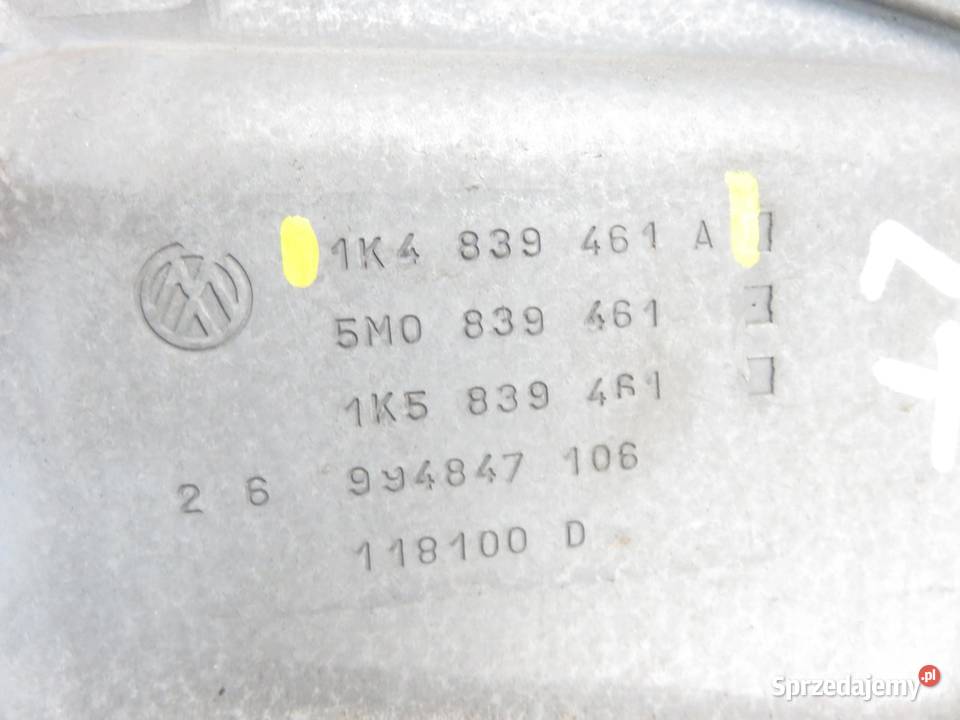 1K4 839 461 A
5M0 839 461
1K5 839 461
2 6 994847 106
118100 D
Sprzedajemy.pl